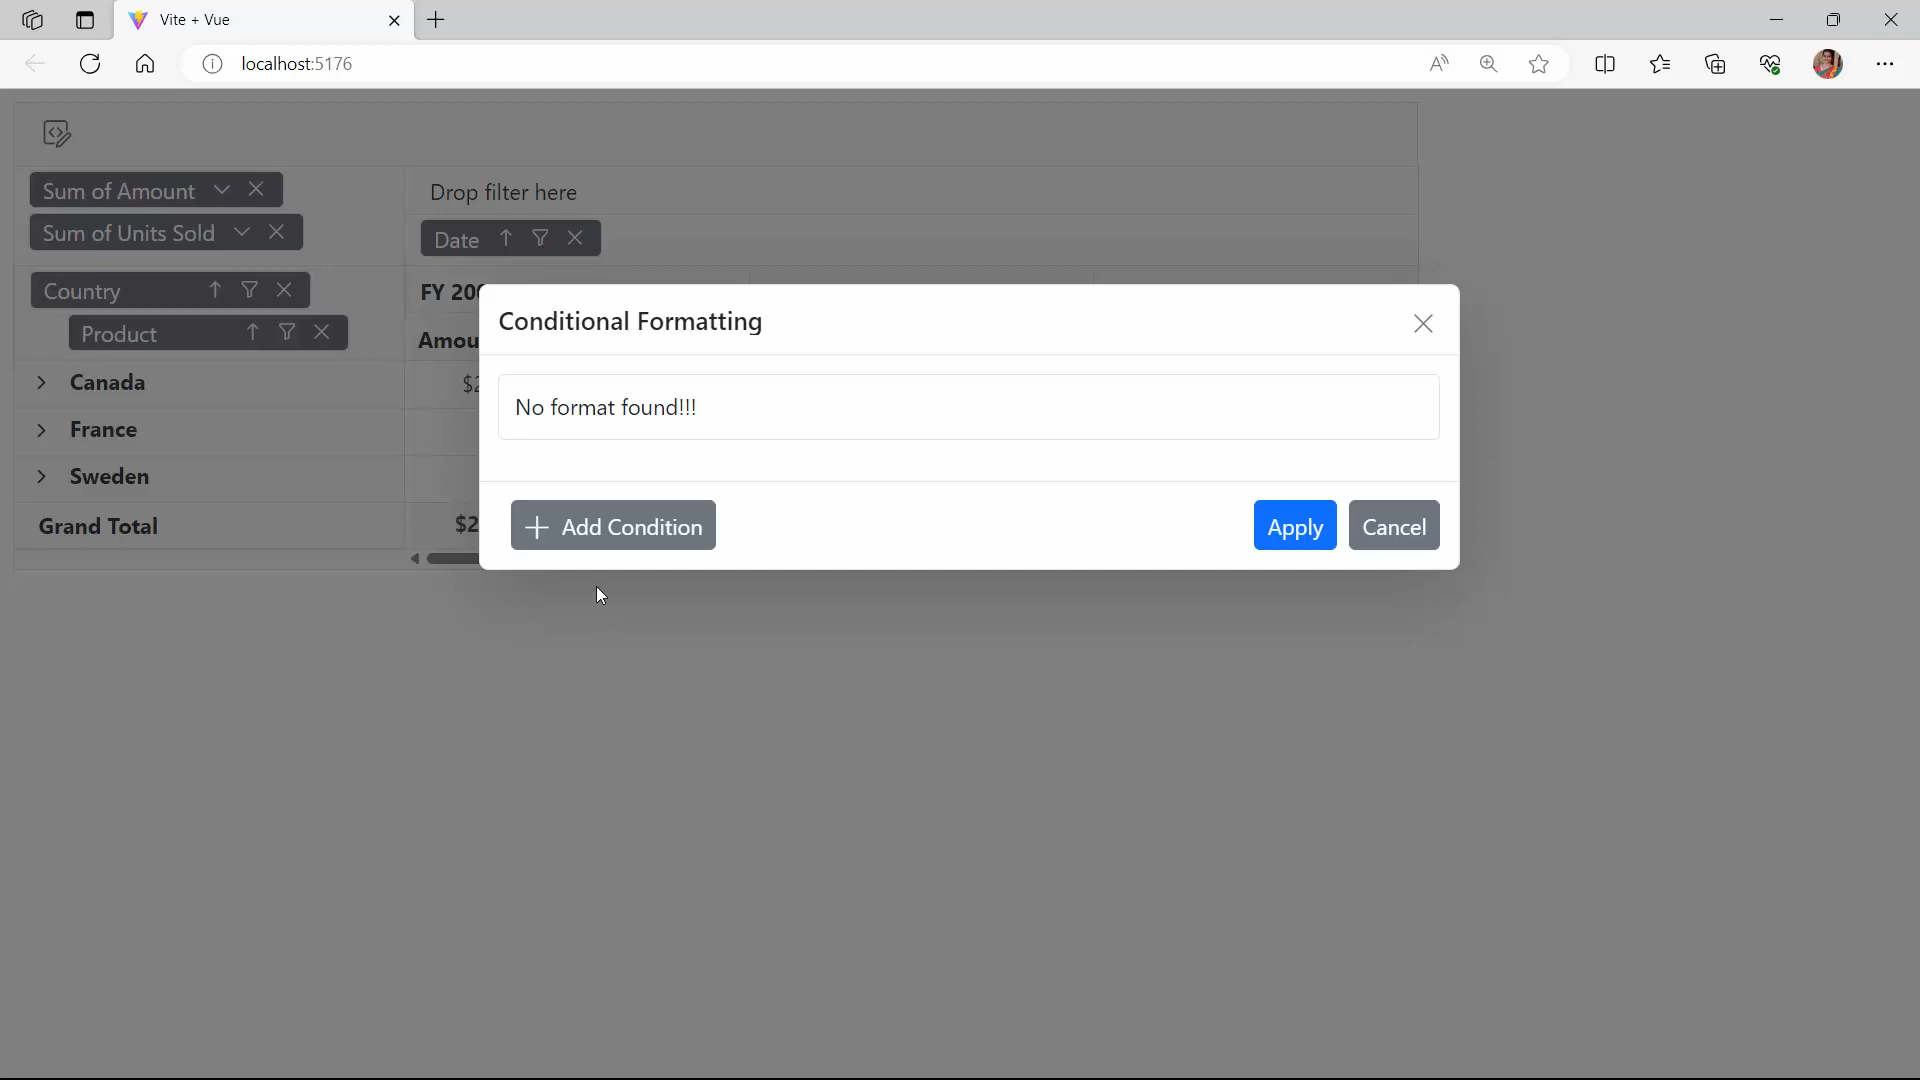 Vite + Vue
localhost:5176
Sum of Amount
Drop filter here
Sum of Units Sold
Date
Country
FY 200
Product
Amou
Canada
$2
France
Sweden
Grand Total
$2
Conditional Formatting
No format found!!!
Add Condition
Apply
Cancel